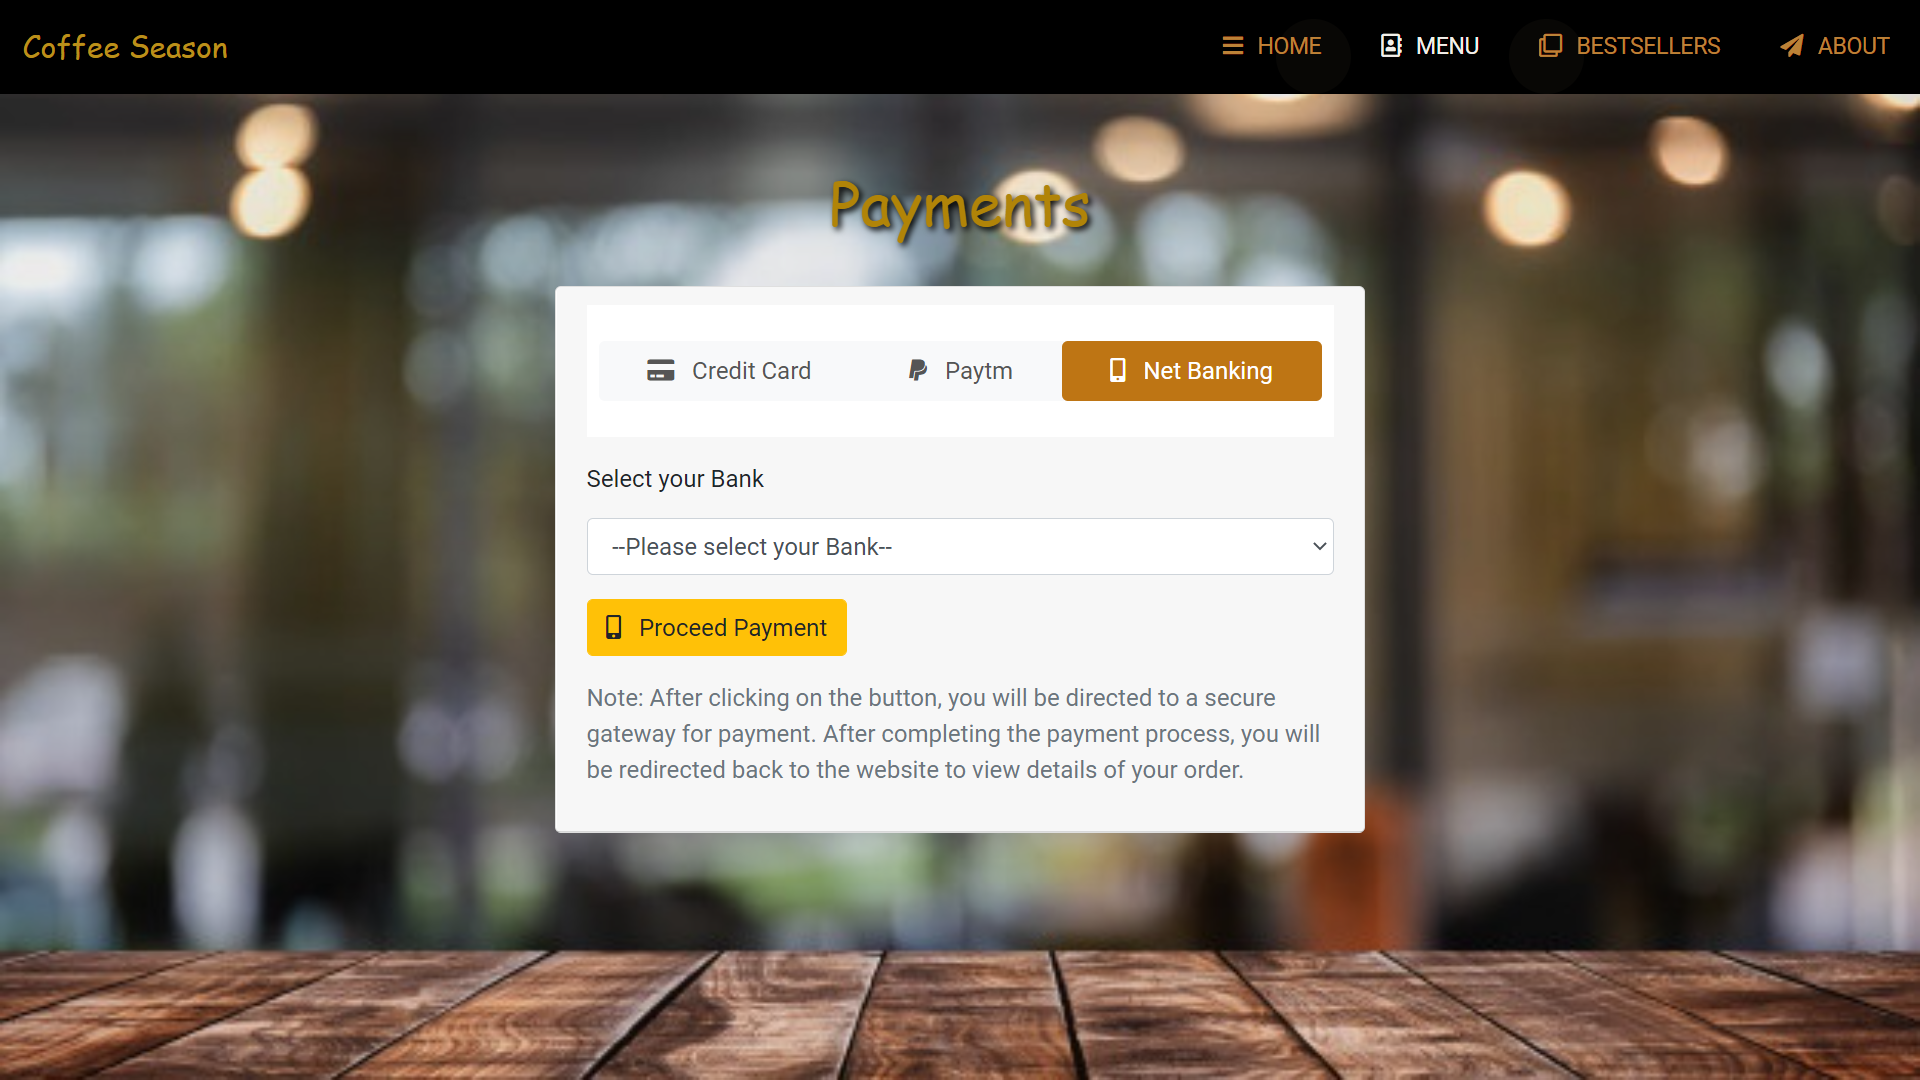 Coffee Season
HOME
MENU
BESTSELLERS
ABOUT
Payments
Credit Card
Paytm
Net Banking
Select your Bank
--Please select your Bank--
Proceed Payment
Note: After clicking on the button, you will be directed to a secure
gateway for payment. After completing the payment process, you will
be redirected back to the website to view details of your order.